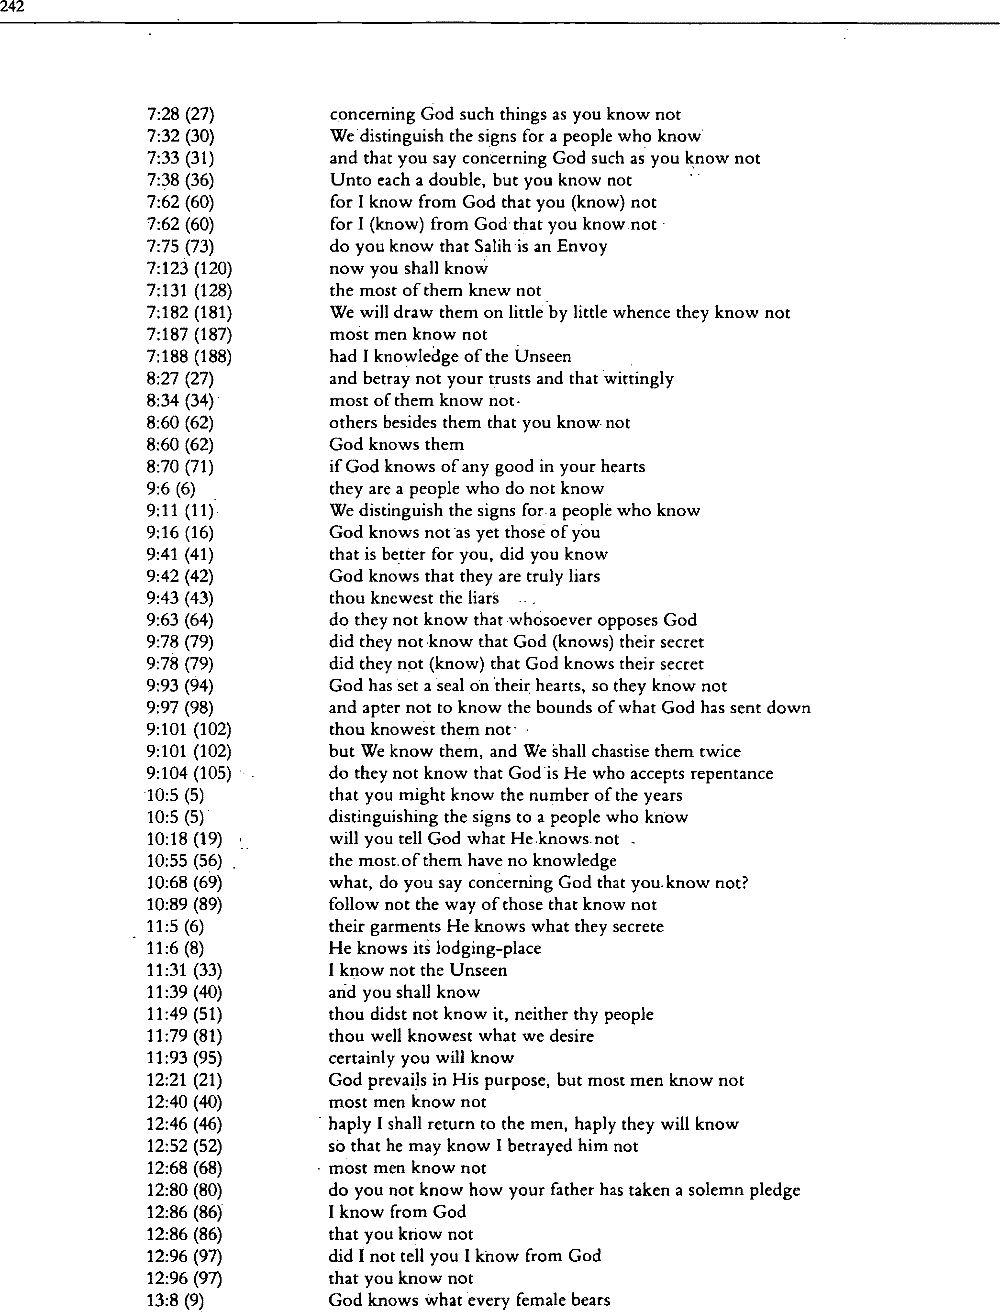 242
7:28 (27) concerning God such things as you know not
7:32 (30) We distinguish the signs for a people who know
7:33 (31) and that you say concerning God such as you know not
7:38 (36) Unto each a double, but you know not
7:62 (60) for I know from God that you (know) not
7:62 (60) for I (know) from God that you know not
7:75 (73) do you know that Salih is an Envoy
7:123 (120) now you shall know
7:131 (128) the most of them knew not
7:182 (181) We will draw them on little by little whence they know not
7:187 (187) most men know not
7:188 (188) had I knowledge of the Unseen
8:27 (27) and betray not your trusts and that wittingly
8:34 (34) most of them know not
8:60 (62) others besides them that you know not
8:60 (62) God knows them
8:70 (71) if God knows of any good in your hearts
9:6 (6) they are a people who do not know
9:11 (11) We distinguish the signs for a people who know
9:16 (16) God knows not as yet those of you
9:41 (41) that is better for you, did you know
9:42 (42) God knows that they are truly liars
9:43 (43) thou knewest the liars
9:63 (64) do they not know that whosoever opposes God
9:78 (79) did they not know that God (knows) their secret
9:78 (79) did they not (know) that God knows their secret
9:93 (94) God has set a seal on their hearts, so they know not
9:97 (98) and apter not to know the bounds of what God has sent down
9:101 (102) thou knowest them not
9:101 (102) but We know them, and We shall chastise them twice
9:104 (105) do they not know that God is He who accepts repentance
10:5 (5) that you might know the number of the years
10:5 (5) distinguishing the signs to a people who know
10:18 (19) will you tell God what He knows not
10:55 (56) the most of them have no knowledge
10:68 (69) what, do you say concerning God that you know not?
10:89 (89) follow not the way of those that know not
11:5 (6) their garments He knows what they secrete
11:6 (8) He knows its lodging-place
11:31 (33) I know not the Unseen
11:39 (40) and you shall know
11:49 (51) thou didst not know it, neither thy people
11:79 (81) thou well knowest what we desire
11:93 (95) certainly you will know
12:21 (21) God prevails in His purpose, but most men know not
12:40 (40) most men know not
12:46 (46) haply I shall return to the men, haply they will know
12:52 (52) so that he may know I betrayed him not
12:68 (68) most men know not
12:80 (80) do you not know how your father has taken a solemn pledge
12:86 (86) I know from God
12:86 (86) that you know not
12:96 (97) did I not tell you I know from God
12:96 (97) that you know not
13:8 (9) God knows what every female bears